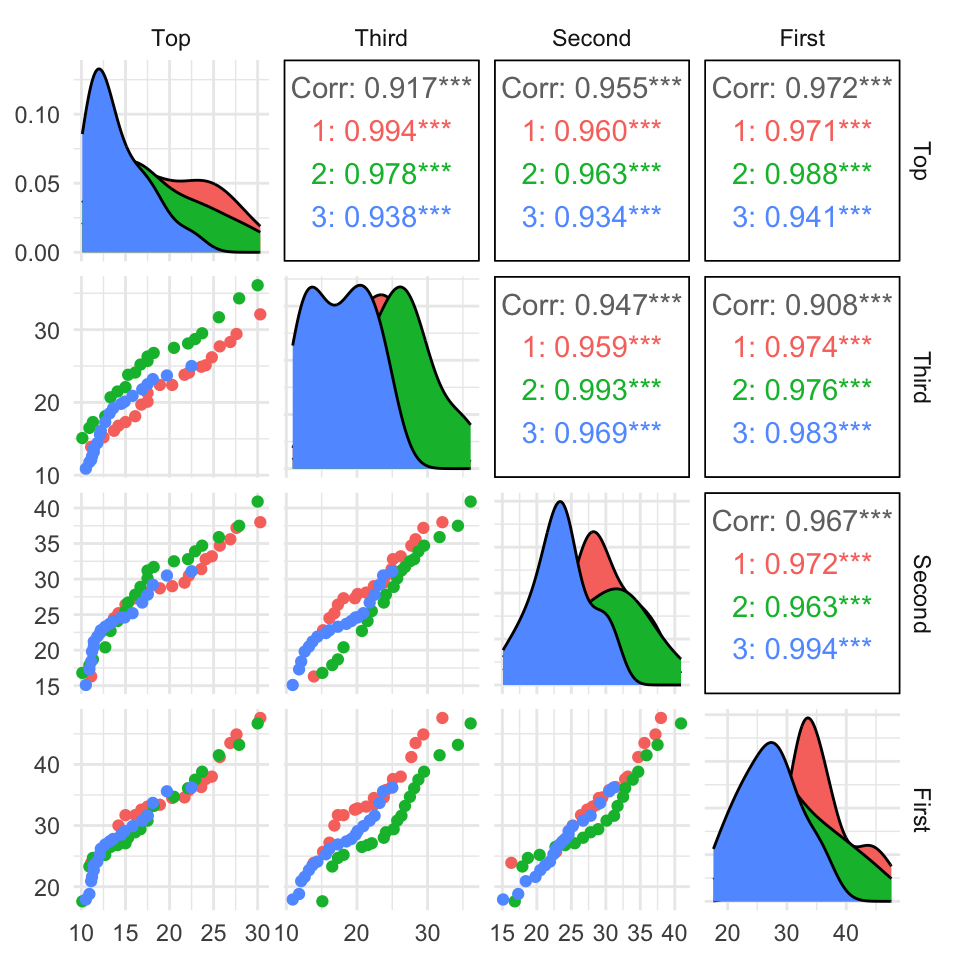 Top Third Second First
0.10
0.05
0.00
Corr: 0.917***
1: 0.994***
2: 0.978***
3: 0.938***
Corr: 0.955***
1: 0.960***
2: 0.963***
3: 0.934***
Corr: 0.972***
1: 0.971***
2: 0.988***
3: 0.941***
Top
30
20
10
Corr: 0.947***
1: 0.959***
2: 0.993***
3: 0.969***
Corr: 0.908***
1: 0.974***
2: 0.976***
3: 0.983***
Third
40
35
30
25
20
15
Corr: 0.967***
1: 0.972***
2: 0.963***
3: 0.994***
Second
40
30
20
First
10 15 20 25 30 10 20 30 15 20 25 30 35 40 20 30 40